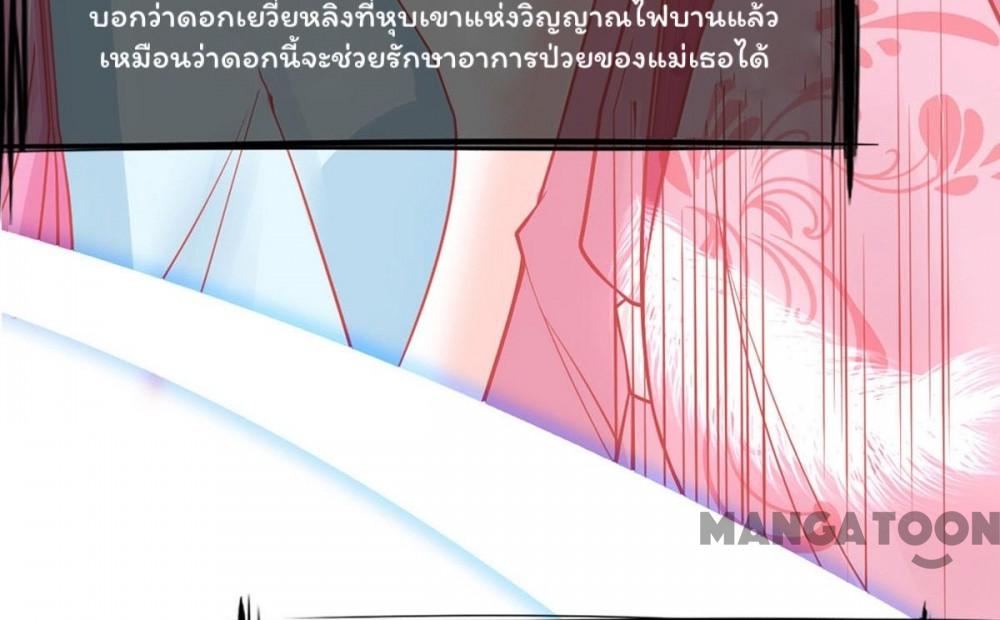 บอกว่าดอกเยวี่ยหลิงที่หุบเขาแห่งวิญญาณไฟบานแล้ว
เหมือนว่าดอกนี้จะช่วยรักษาอาการป่วยของแม่เธอได้
MANGATOON